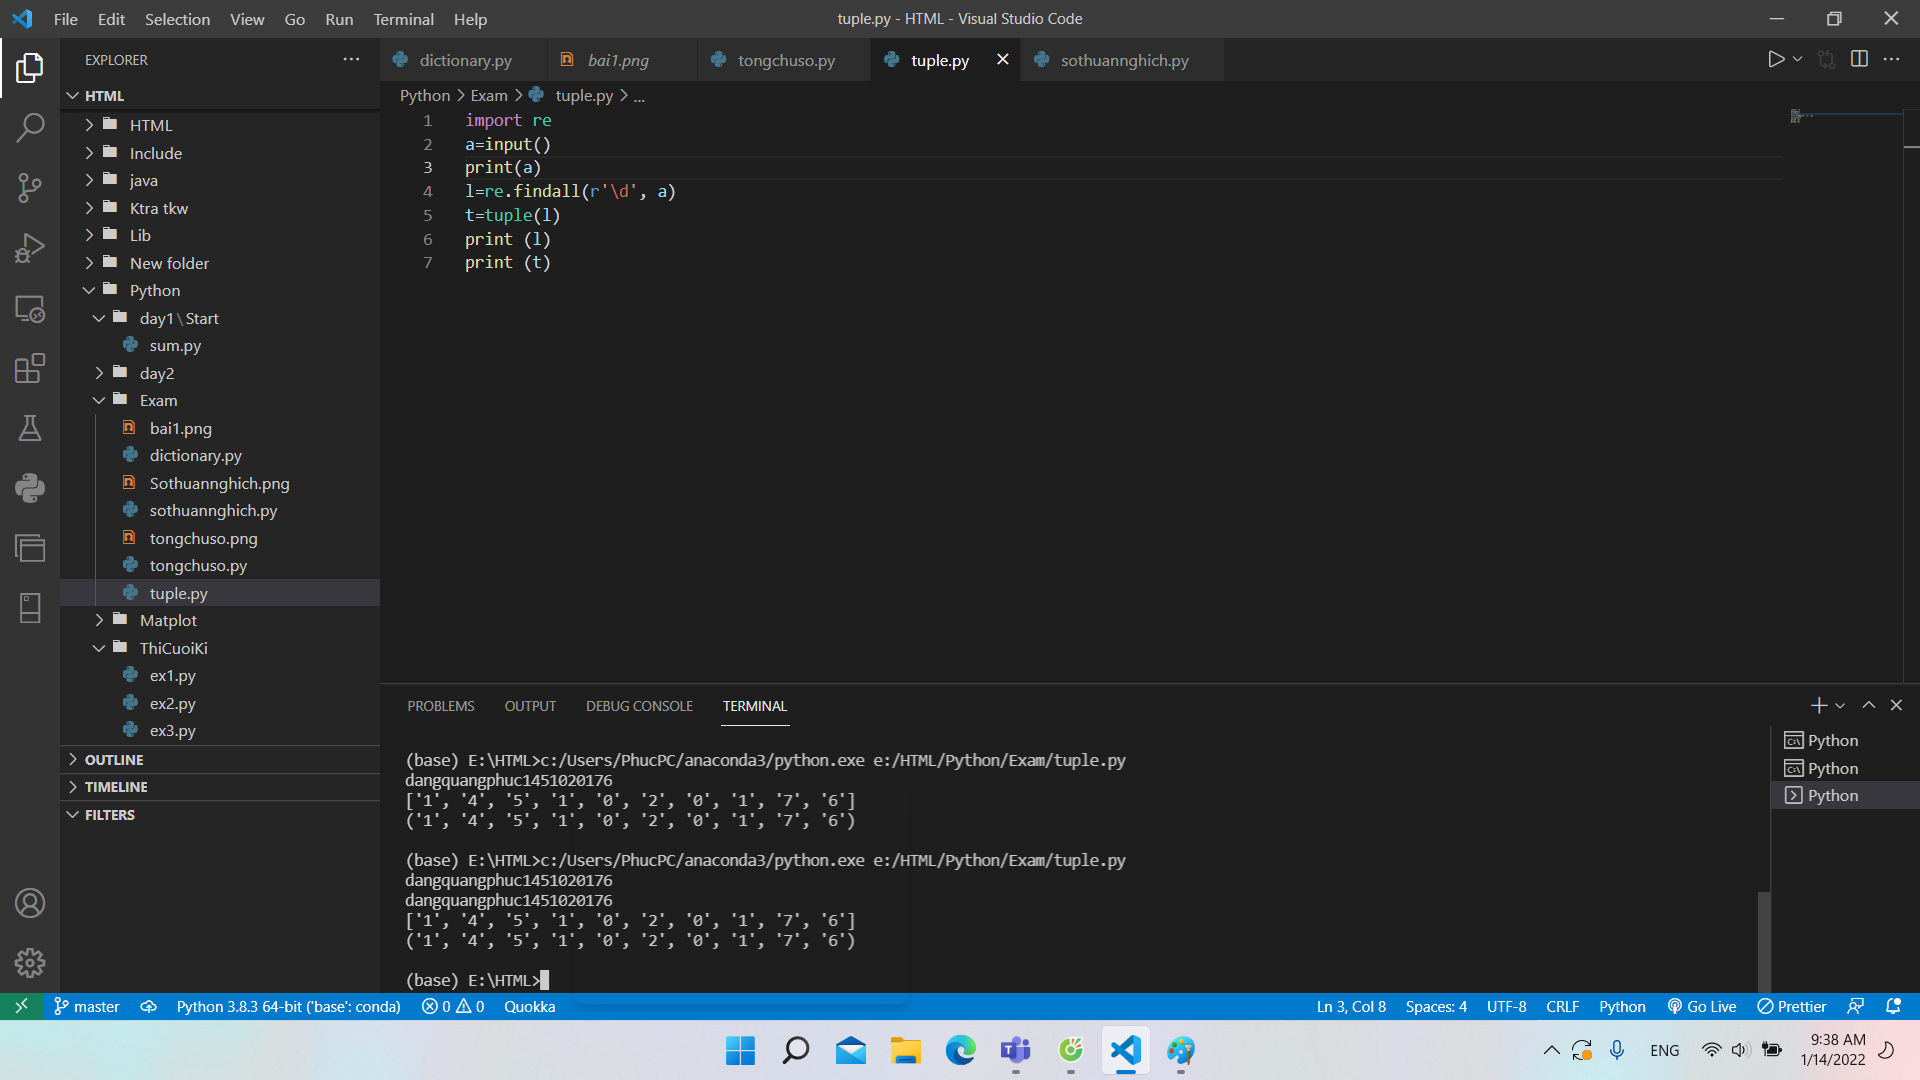 File Edit Selection View Go Run Terminal Help
tuple.py - HTML - Visual Studio Code
EXPLORER
HTML
HTML
Include
java
Ktra tkw
Lib
New folder
Python
day1\Start
sum.py
day2
Exam
bai1.png
dictionary.py
Sothuannghich.png
sothuannghich.py
tongchuso.png
tongchuso.py
tuple.py
Matplot
ThiCuoiKi
ex1.py
ex2.py
ex3.py
OUTLINE
TIMELINE
FILTERS
dictionary.py bai1.png tongchuso.py tuple.py sothuannghich.py
Python > Exam > tuple.py > ...
1 import re
2 a=input()
3 print(a)
4 l=re.findall(r'\d', a)
5 t=tuple(l)
6 print (l)
7 print (t)
PROBLEMS OUTPUT DEBUG CONSOLE TERMINAL
(base) E:\HTML>c:/Users/PhucPC/anaconda3/python.exe e:/HTML/Python/Exam/tuple.py
dangquangphuc1451020176
['1', '4', '5', '1', '0', '2', '0', '1', '7', '6']
('1', '4', '5', '1', '0', '2', '0', '1', '7', '6')
(base) E:\HTML>c:/Users/PhucPC/anaconda3/python.exe e:/HTML/Python/Exam/tuple.py
dangquangphuc1451020176
dangquangphuc1451020176
['1', '4', '5', '1', '0', '2', '0', '1', '7', '6']
('1', '4', '5', '1', '0', '2', '0', '1', '7', '6')
(base) E:\HTML>
Python
Python
Python
master Python 3.8.3 64-bit ('base': conda) 0 0 Quokka Ln 3, Col 8 Spaces: 4 UTF-8 CRLF Python Go Live Prettier
ENG
9:38 AM
1/14/2022